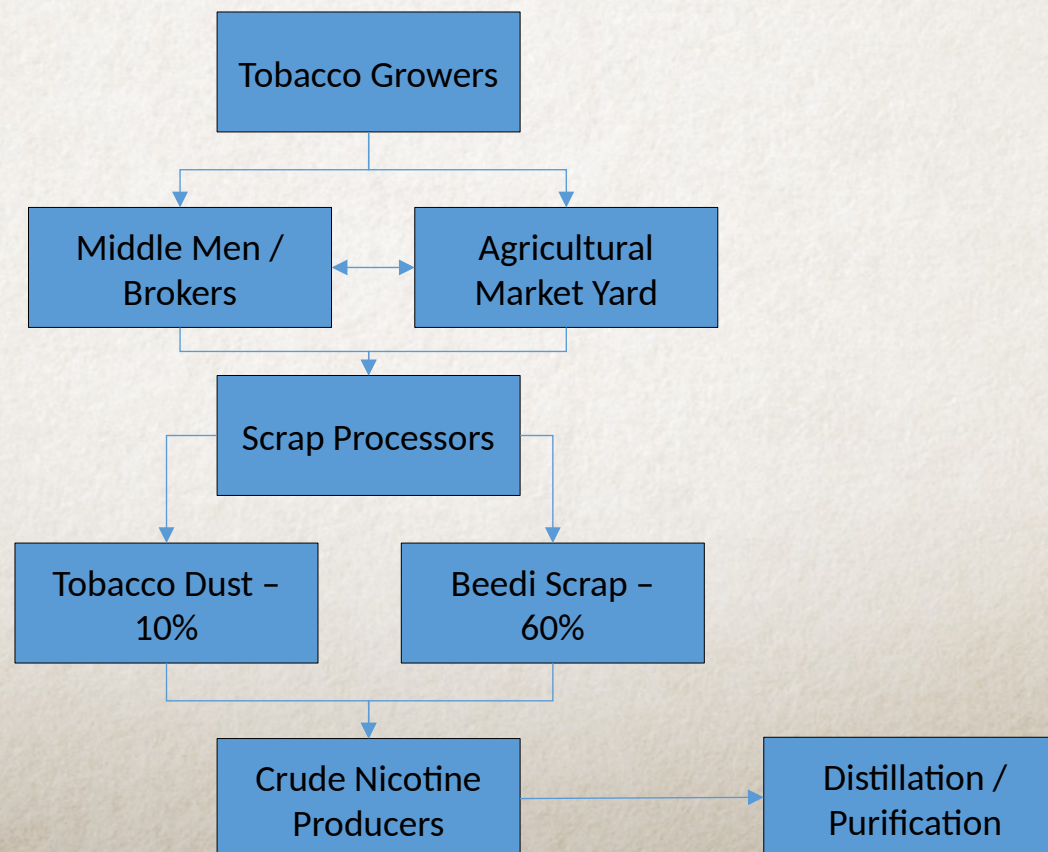 Tobacco Growers
Middle Men /
Brokers
Agricultural
Market Yard
Scrap Processors
Tobacco Dust –
10%
Beedi Scrap –
60%
Crude Nicotine
Producers
Distillation /
Purification